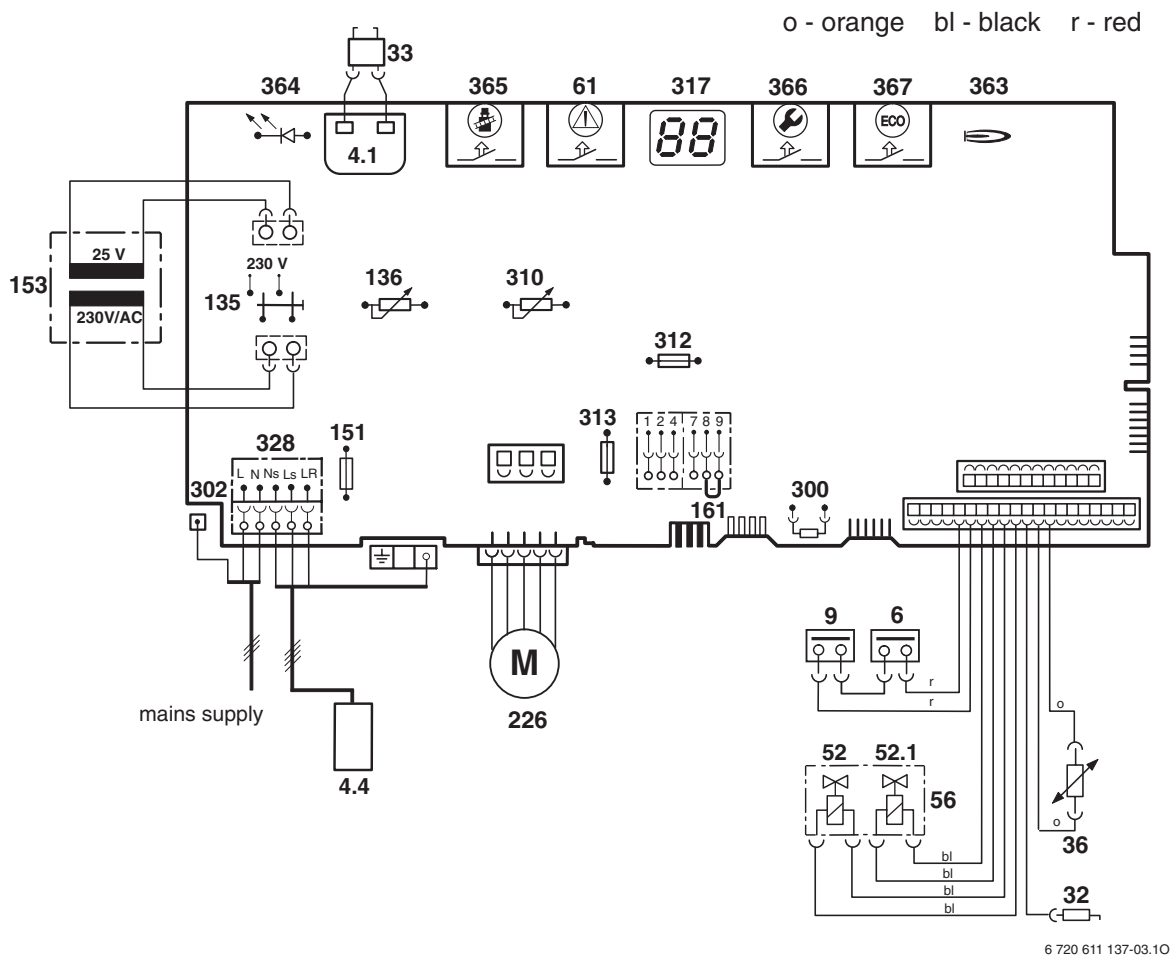 o - orange bl - black r - red
33
364 365 61 317 366 367 363
4.1
88
ECO
25 V
153
230V/AC
230 V
135
136
310
312
313
151
328
L N Ns Ls LR
302
1 2 4 7 8 9
161
300
mains supply
4.4
M
226
9 6
r
r
52 52.1
56
bl
bl
bl
bl
o
o
36
32
6 720 611 137-03.1O